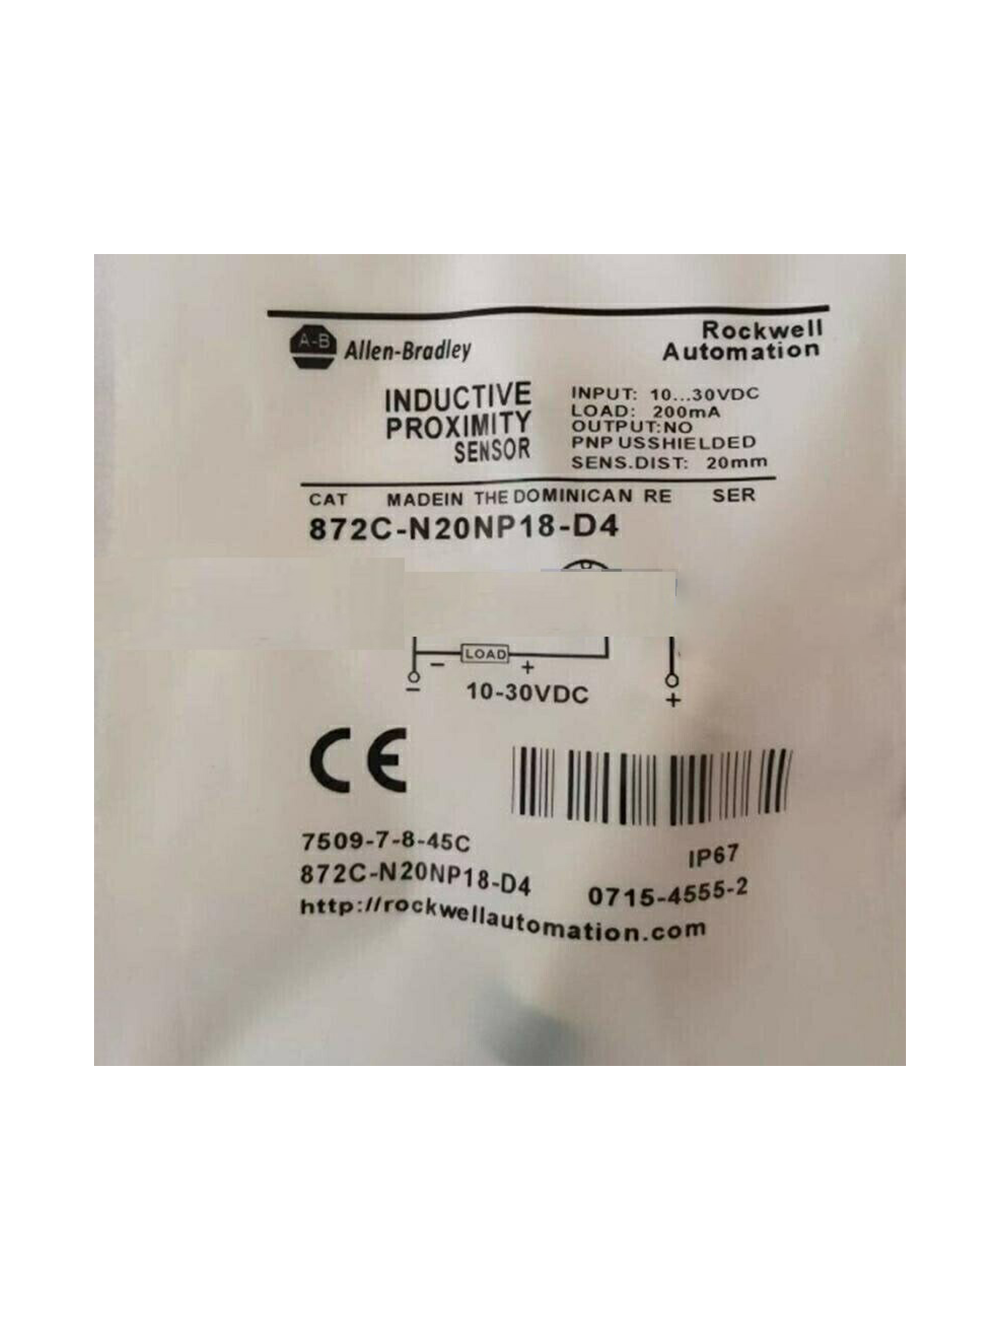 A-B Allen-Bradley
Rockwell
Automation
INDUCTIVE
PROXIMITY
SENSOR
INPUT: 10...30VDC
LOAD: 200mA
OUTPUT:NO
PNP USSHIELDED
SENS.DIST: 20mm
CAT MADEIN THE DOMINICAN RE SER
872C-N20NP18-D4
LOAD
− +
10-30VDC
− +
CE
7509-7-8-45C
IP67
872C-N20NP18-D4
0715-4555-2
http://rockwellautomation.com